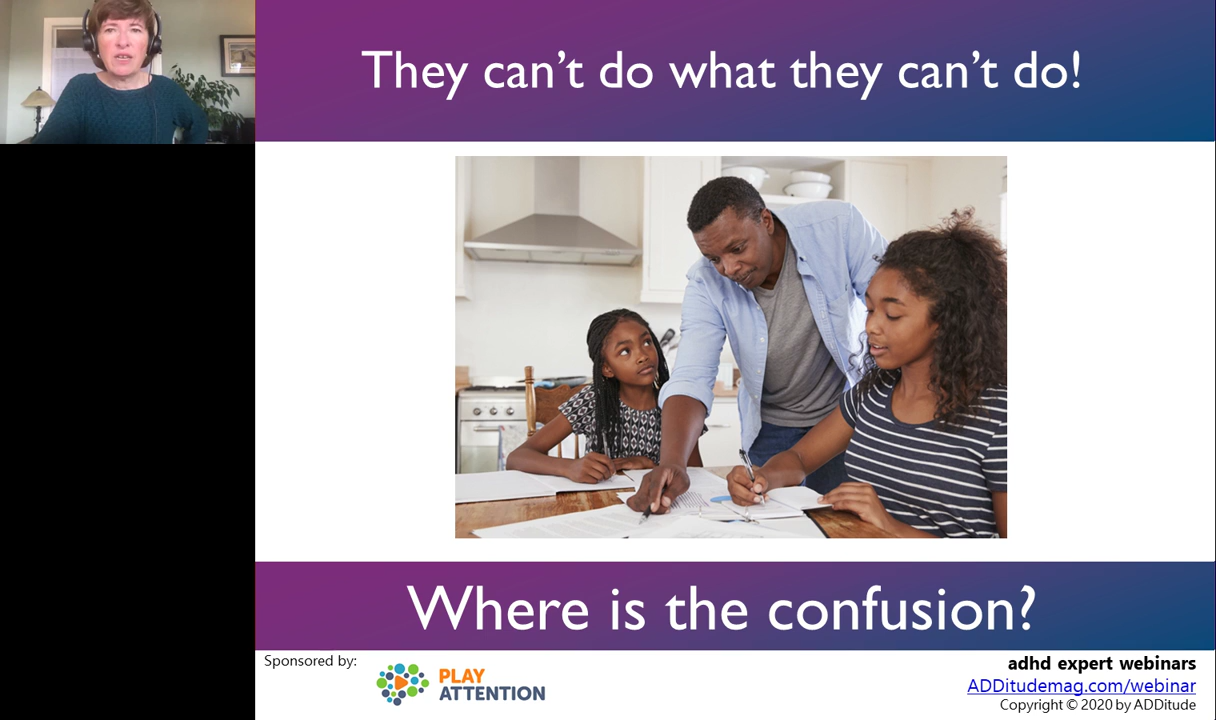 They can’t do what they can’t do!
Where is the confusion?
Sponsored by:
PLAY
ATTENTION
adhd expert webinars
ADDitudemag.com/webinar
Copyright © 2020 by ADDitude